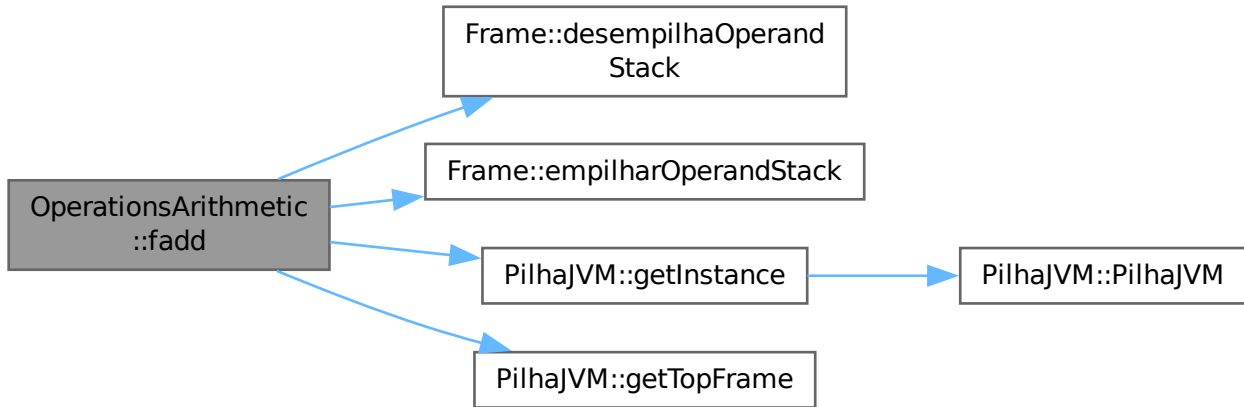 Frame::desempilhaOperand
Stack
Frame::empilharOperandStack
OperationsArithmetic
::fadd
PilhaJVM::getInstance
PilhaJVM::PilhaJVM
PilhaJVM::getTopFrame